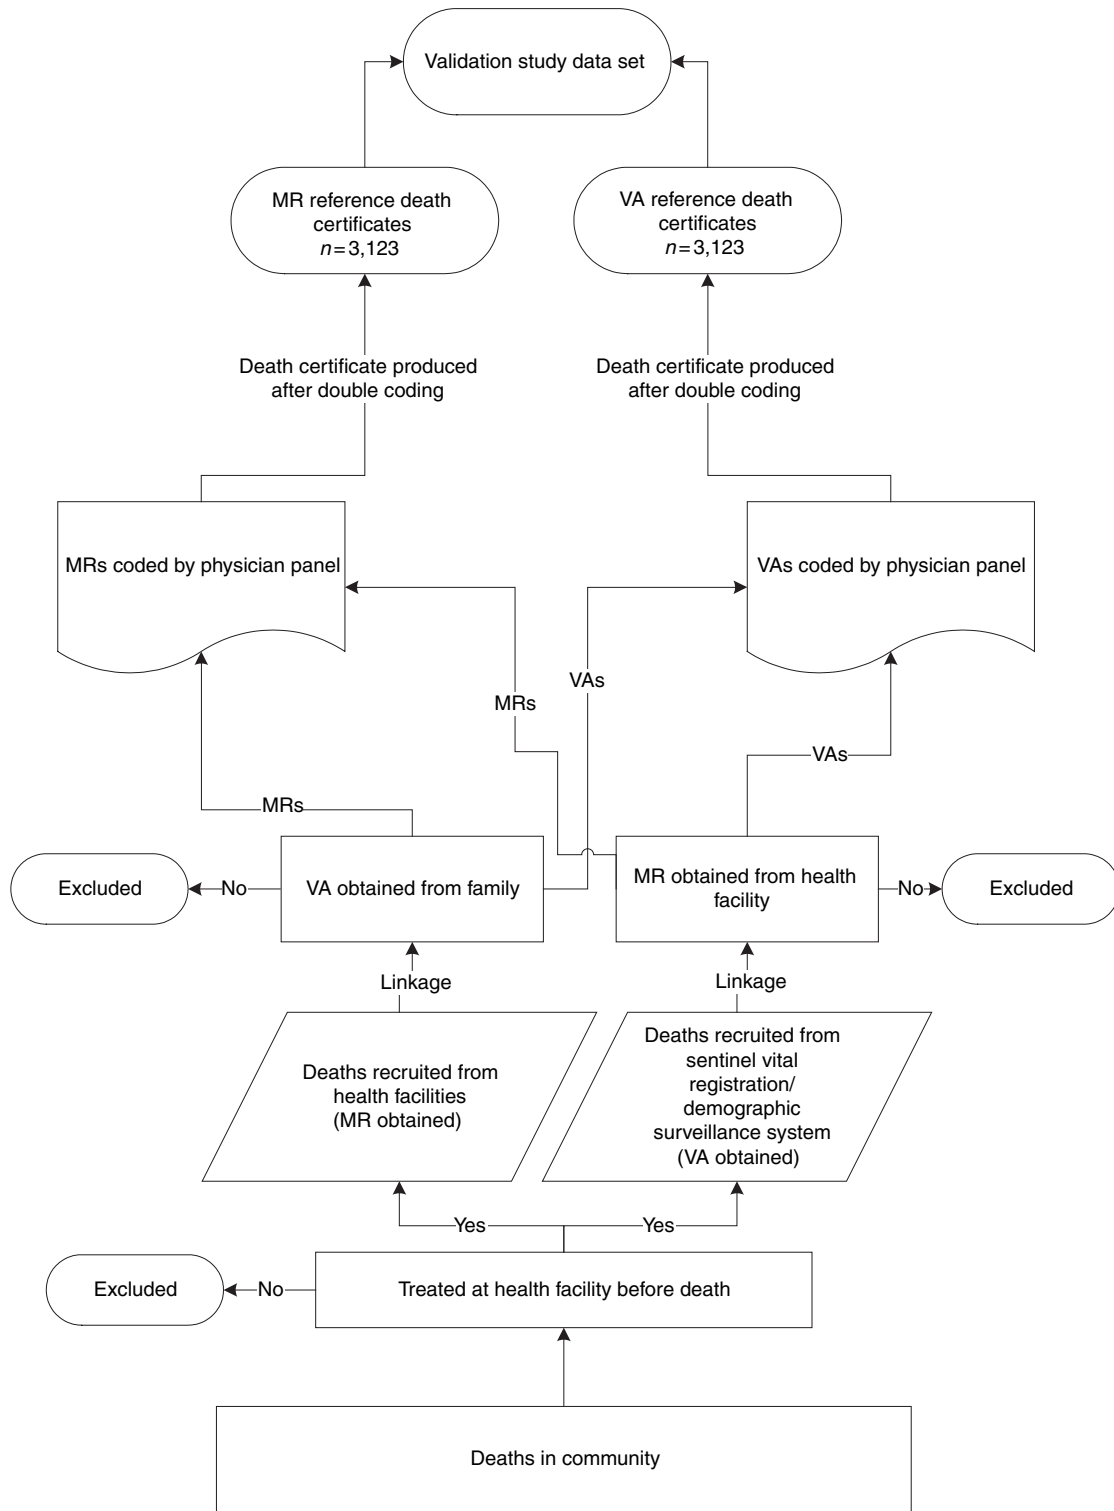 Validation study data set
MR reference death
certificates
n=3,123
VA reference death
certificates
n=3,123
Death certificate produced
after double coding
Death certificate produced
after double coding
MRs coded by physician panel
VAs coded by physician panel
VAs
MRs
VAs
MRs
Excluded
No
VA obtained from family
MR obtained from health
facility
No
Excluded
Linkage
Linkage
Deaths recruited from
health facilities
(MR obtained)
Deaths recruited from
sentinel vital
registration/
demographic
surveillance system
(VA obtained)
Yes
Yes
Excluded
No
Treated at health facility before death
Deaths in community